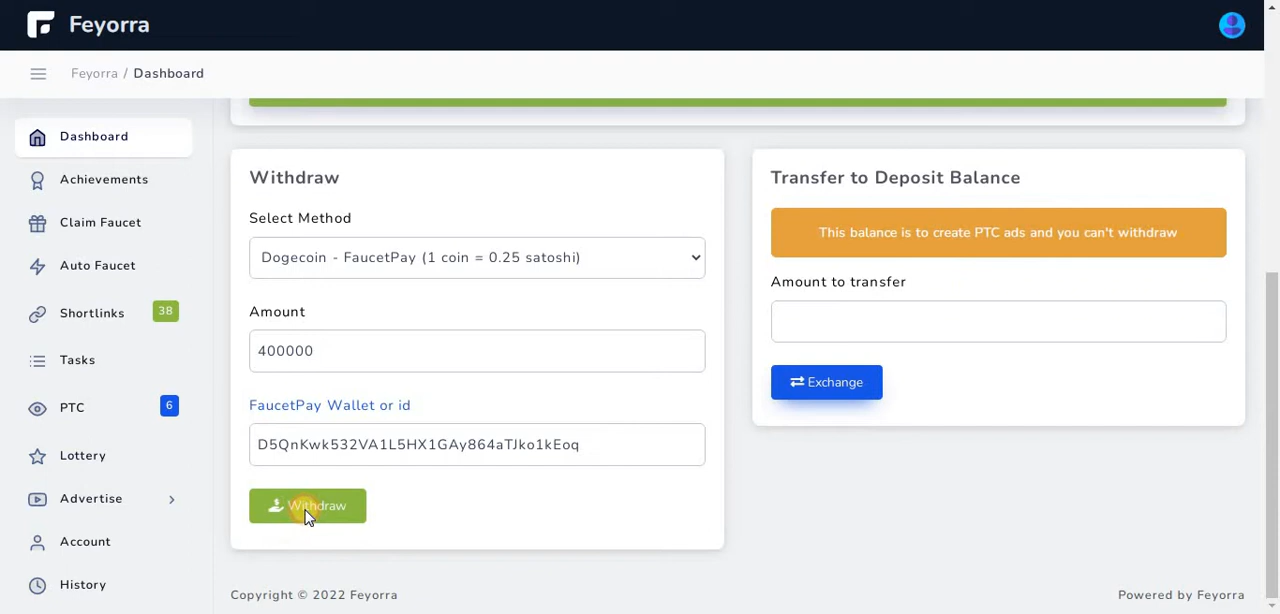 Feyorra
Feyorra / Dashboard
Dashboard
Achievements
Claim Faucet
Auto Faucet
Shortlinks 38
Tasks
PTC 6
Lottery
Advertise
Account
History
Withdraw
Select Method
Dogecoin - FaucetPay (1 coin = 0.25 satoshi)
Amount
400000
FaucetPay Wallet or id
D5QnKwk532VA1L5HX1GAy864aTJko1kEoq
Withdraw
Transfer to Deposit Balance
This balance is to create PTC ads and you can't withdraw
Amount to transfer
Exchange
Copyright © 2022 Feyorra
Powered by Feyorra